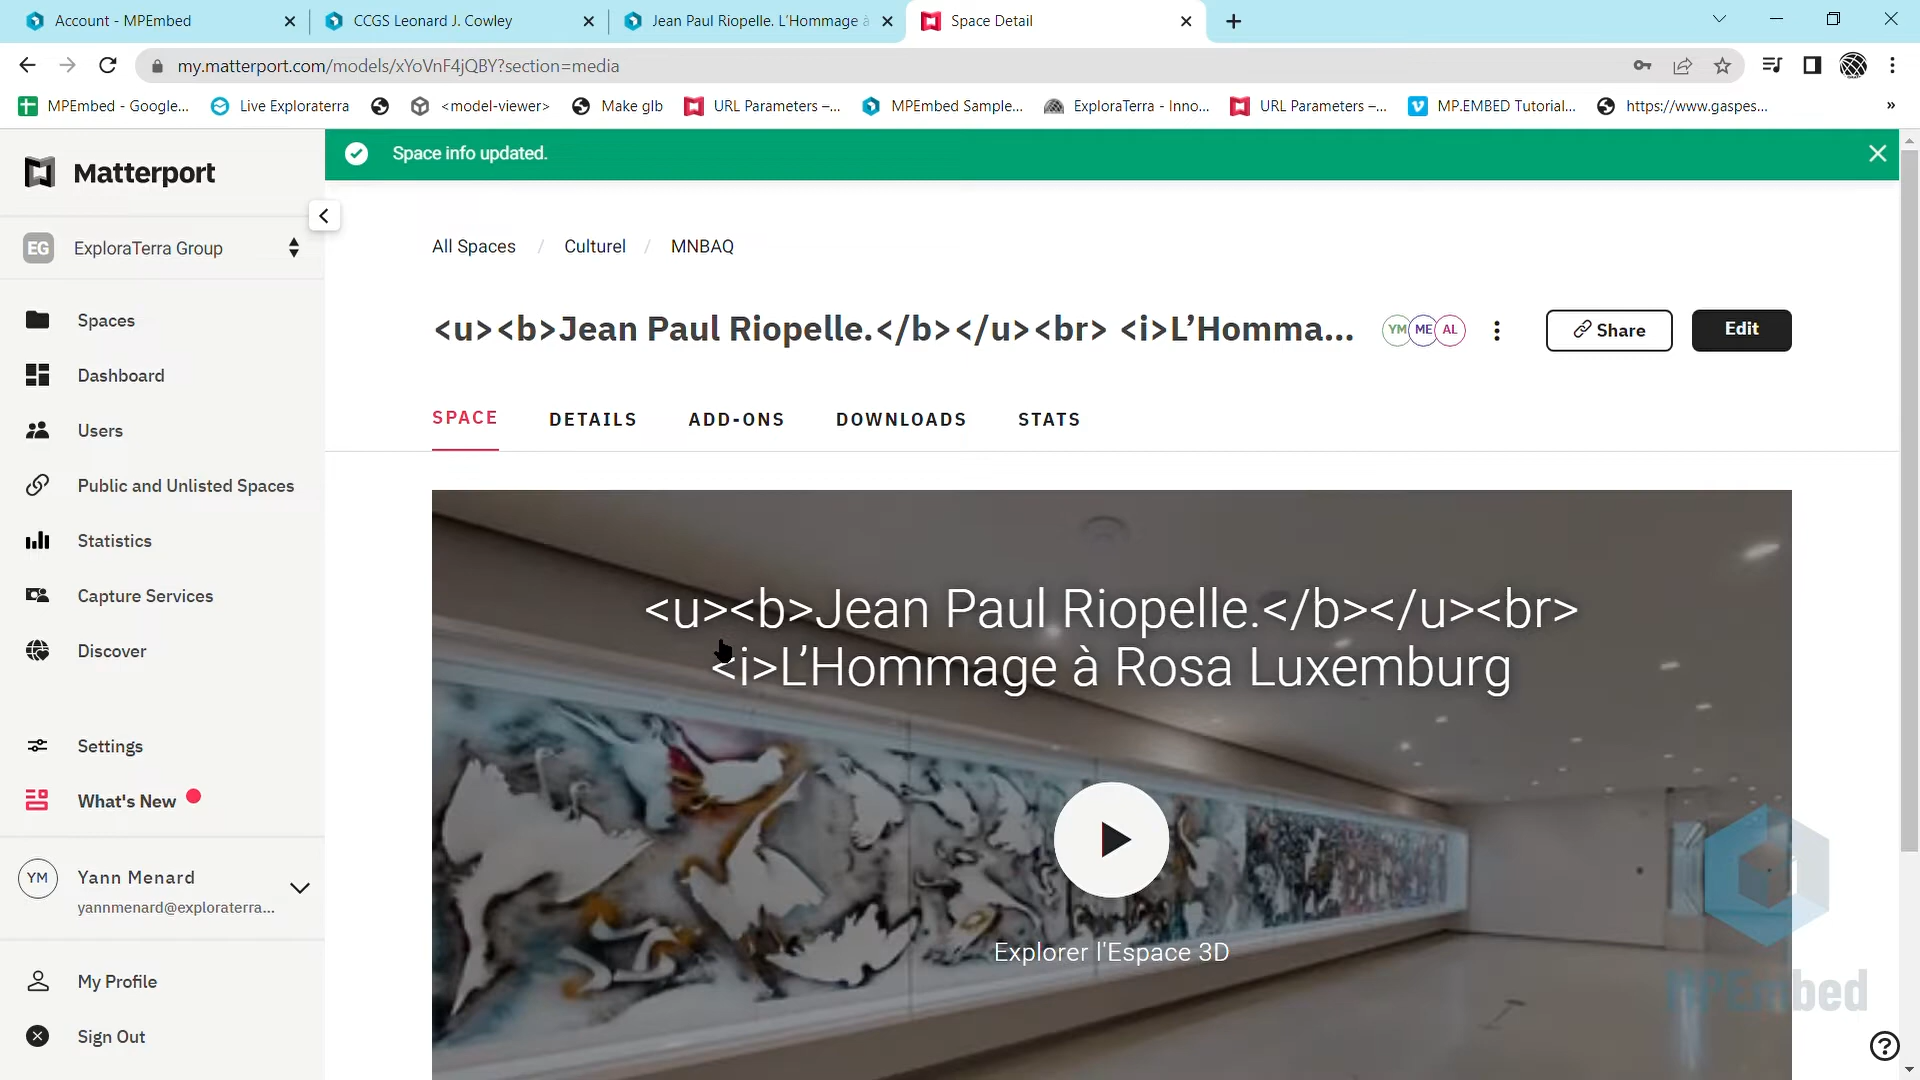 Account - MPEmbed
CCGS Leonard J. Cowley
Jean Paul Riopelle. L'Hommage à
Space Detail
my.matterport.com/models/xYoVnF4jQBY?section=media
MPEmbed - Google...
Live Exploraterra
<model-viewer>
Make glb
URL Parameters –...
MPEmbed Sample...
ExploraTerra - Inno...
URL Parameters –...
MP.EMBED Tutorial...
https://www.gaspes...
»
Matterport
Space info updated.
EG ExploraTerra Group
All Spaces / Culturel / MNBAQ
<u><b>Jean Paul Riopelle.</b></u><br> <i>L’Homma...
YM ME AL
Share
Edit
SPACE
DETAILS
ADD-ONS
DOWNLOADS
STATS
Spaces
Dashboard
Users
Public and Unlisted Spaces
Statistics
Capture Services
Discover
Settings
What's New
YM
Yann Menard
yannmenard@exploraterra...
My Profile
Sign Out
<u><b>Jean Paul Riopelle.</b></u><br>
<i>L’Hommage à Rosa Luxemburg
Explorer l'Espace 3D
MPEmbed